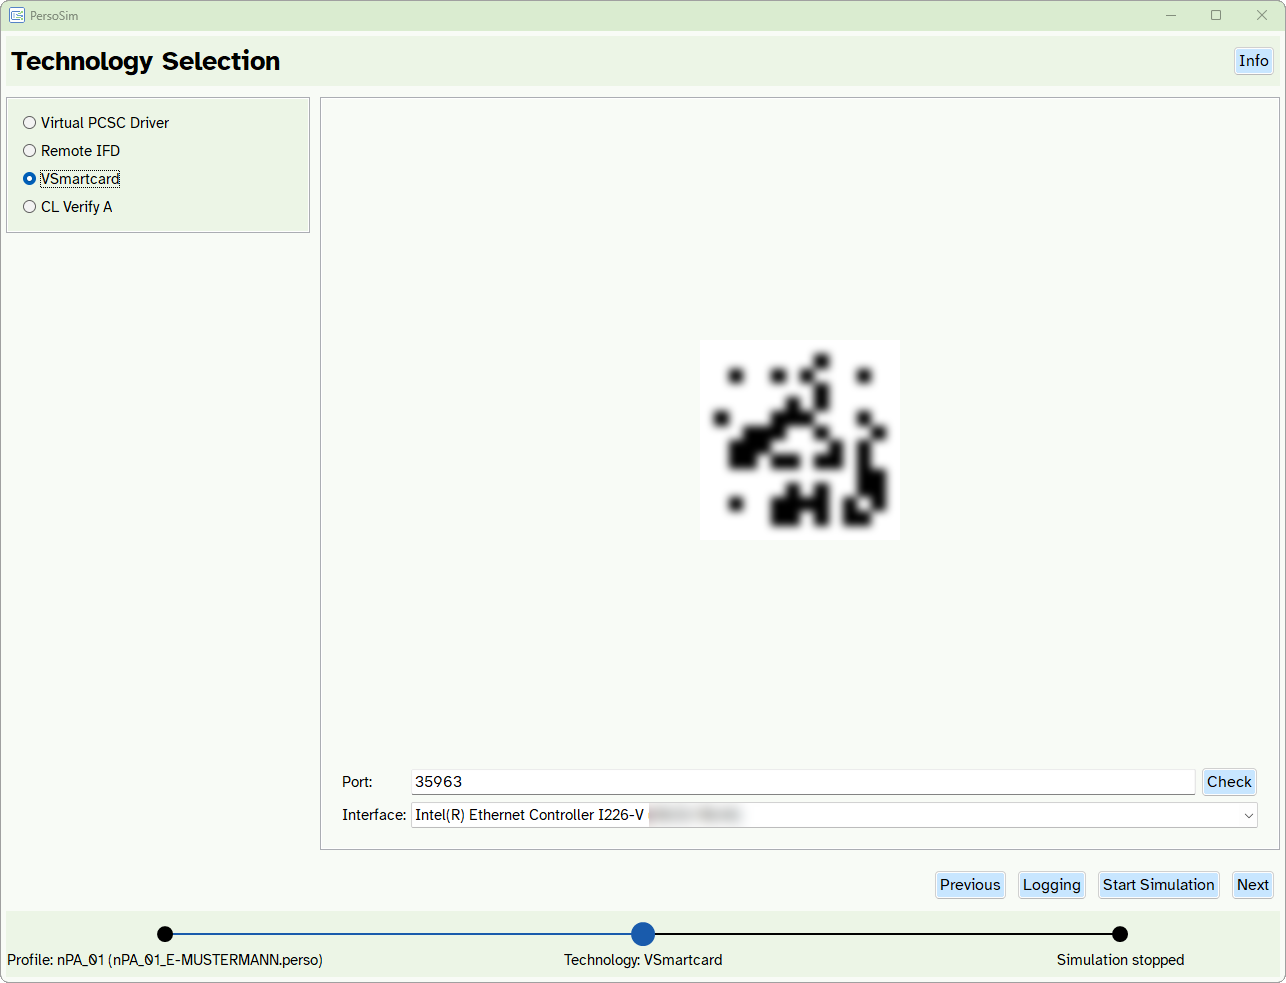 PersoSim
Technology Selection
Info
Virtual PCSC Driver
Remote IFD
VSmartcard
CL Verify A
Port:
35963
Check
Interface:
Intel(R) Ethernet Controller I226-V
Previous
Logging
Start Simulation
Next
Profile: nPA_01 (nPA_01_E-MUSTERMANN.perso)
Technology: VSmartcard
Simulation stopped